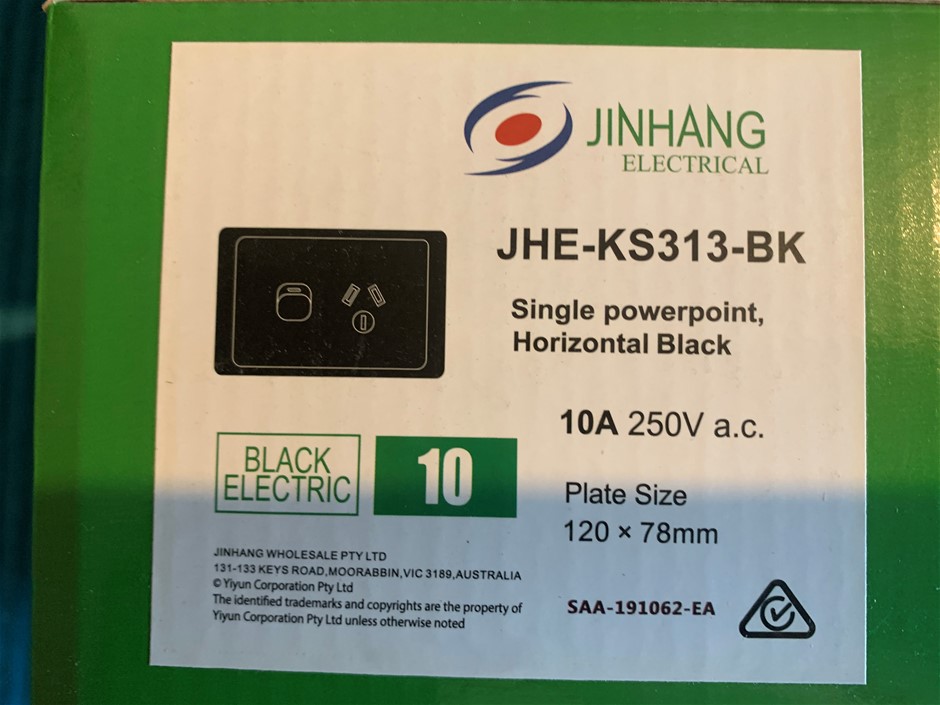 JINHANG
ELECTRICAL
JHE-KS313-BK
Single powerpoint,
Horizontal Black
10A 250V a.c.
BLACK
ELECTRIC
10
Plate Size
120 × 78mm
JINHANG WHOLESALE PTY LTD
131-133 KEYS ROAD,MOORABBIN,VIC 3189,AUSTRALIA
© Yiyun Corporation Pty Ltd
The identified trademarks and copyrights are the property of
Yiyun Corporation Pty Ltd unless otherwise noted
SAA-191062-EA